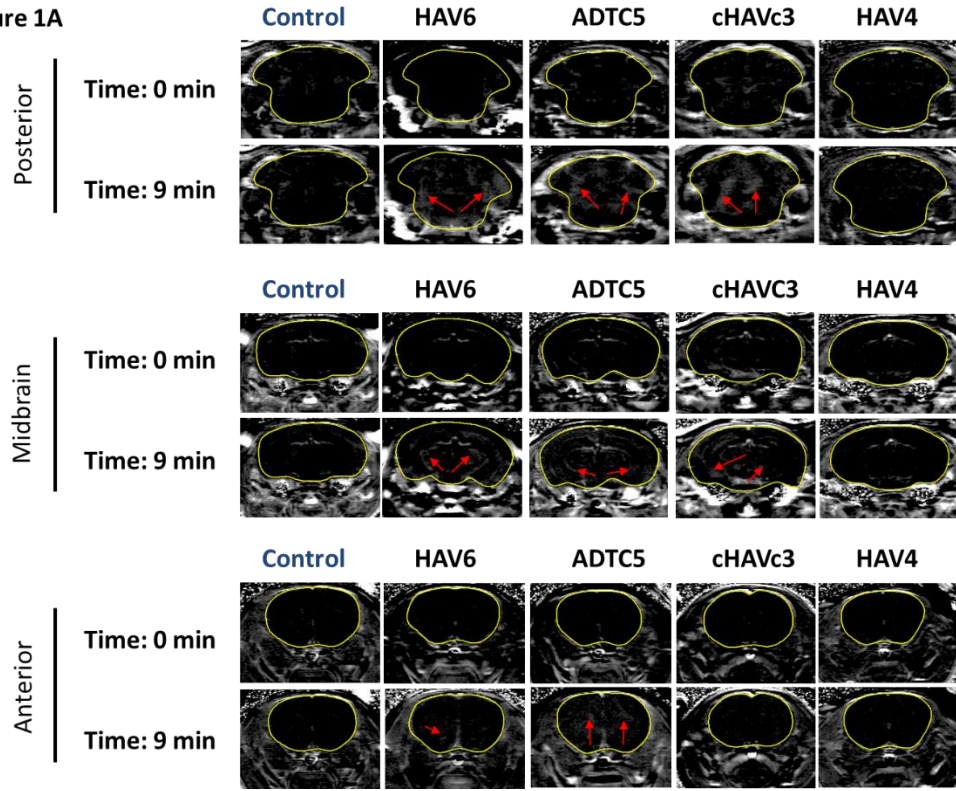 ure 1A
Control HAV6 ADTC5 cHAVc3 HAV4
Posterior
Time: 0 min
Time: 9 min
Control HAV6 ADTC5 cHAVC3 HAV4
Midbrain
Time: 0 min
Time: 9 min
Control HAV6 ADTC5 cHAVc3 HAV4
Anterior
Time: 0 min
Time: 9 min